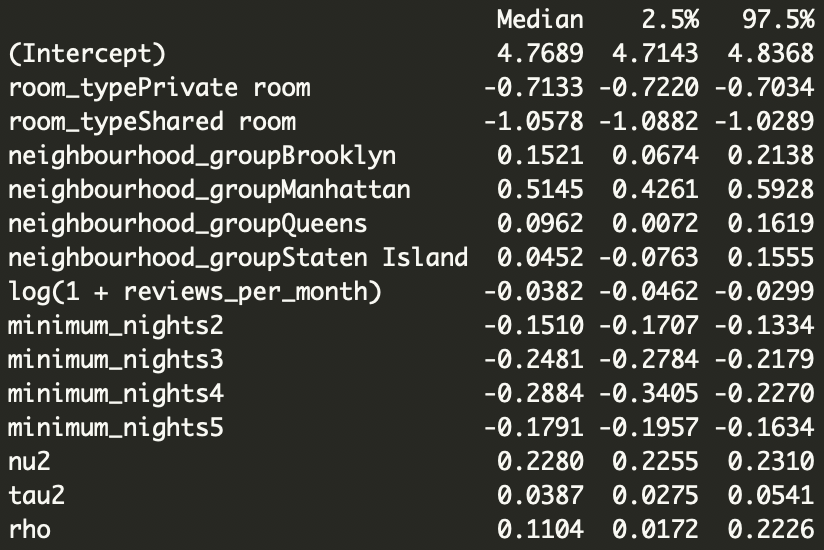 Median 2.5% 97.5%
(Intercept) 4.7689 4.7143 4.8368
room_typePrivate room -0.7133 -0.7220 -0.7034
room_typeShared room -1.0578 -1.0882 -1.0289
neighbourhood_groupBrooklyn 0.1521 0.0674 0.2138
neighbourhood_groupManhattan 0.5145 0.4261 0.5928
neighbourhood_groupQueens 0.0962 0.0072 0.1619
neighbourhood_groupStaten Island 0.0452 -0.0763 0.1555
log(1 + reviews_per_month) -0.0382 -0.0462 -0.0299
minimum_nights2 -0.1510 -0.1707 -0.1334
minimum_nights3 -0.2481 -0.2784 -0.2179
minimum_nights4 -0.2884 -0.3405 -0.2270
minimum_nights5 -0.1791 -0.1957 -0.1634
nu2 0.2280 0.2255 0.2310
tau2 0.0387 0.0275 0.0541
rho 0.1104 0.0172 0.2226